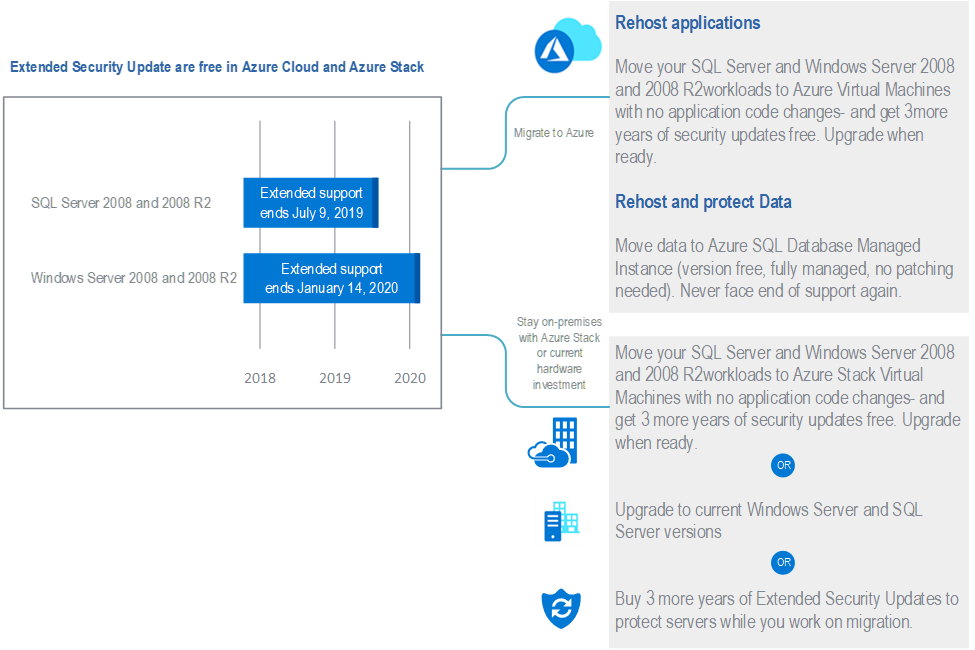 Extended Security Update are free in Azure Cloud and Azure Stack
SQL Server 2008 and 2008 R2
Extended support
ends July 9, 2019
Windows Server 2008 and 2008 R2
Extended support
ends January 14, 2020
2018
2019
2020
Migrate to Azure
Rehost applications
Move your SQL Server and Windows Server 2008
and 2008 R2workloads to Azure Virtual Machines
with no application code changes- and get 3more
years of security updates free. Upgrade when
ready.
Rehost and protect Data
Move data to Azure SQL Database Managed
Instance (version free, fully managed, no patching
needed). Never face end of support again.
Stay on-premises
with Azure Stack
or current
hardware
investment
Move your SQL Server and Windows Server 2008
and 2008 R2workloads to Azure Stack Virtual
Machines with no application code changes- and
get 3 more years of security updates free. Upgrade
when ready.
OR
Upgrade to current Windows Server and SQL
Server versions
OR
Buy 3 more years of Extended Security Updates to
protect servers while you work on migration.